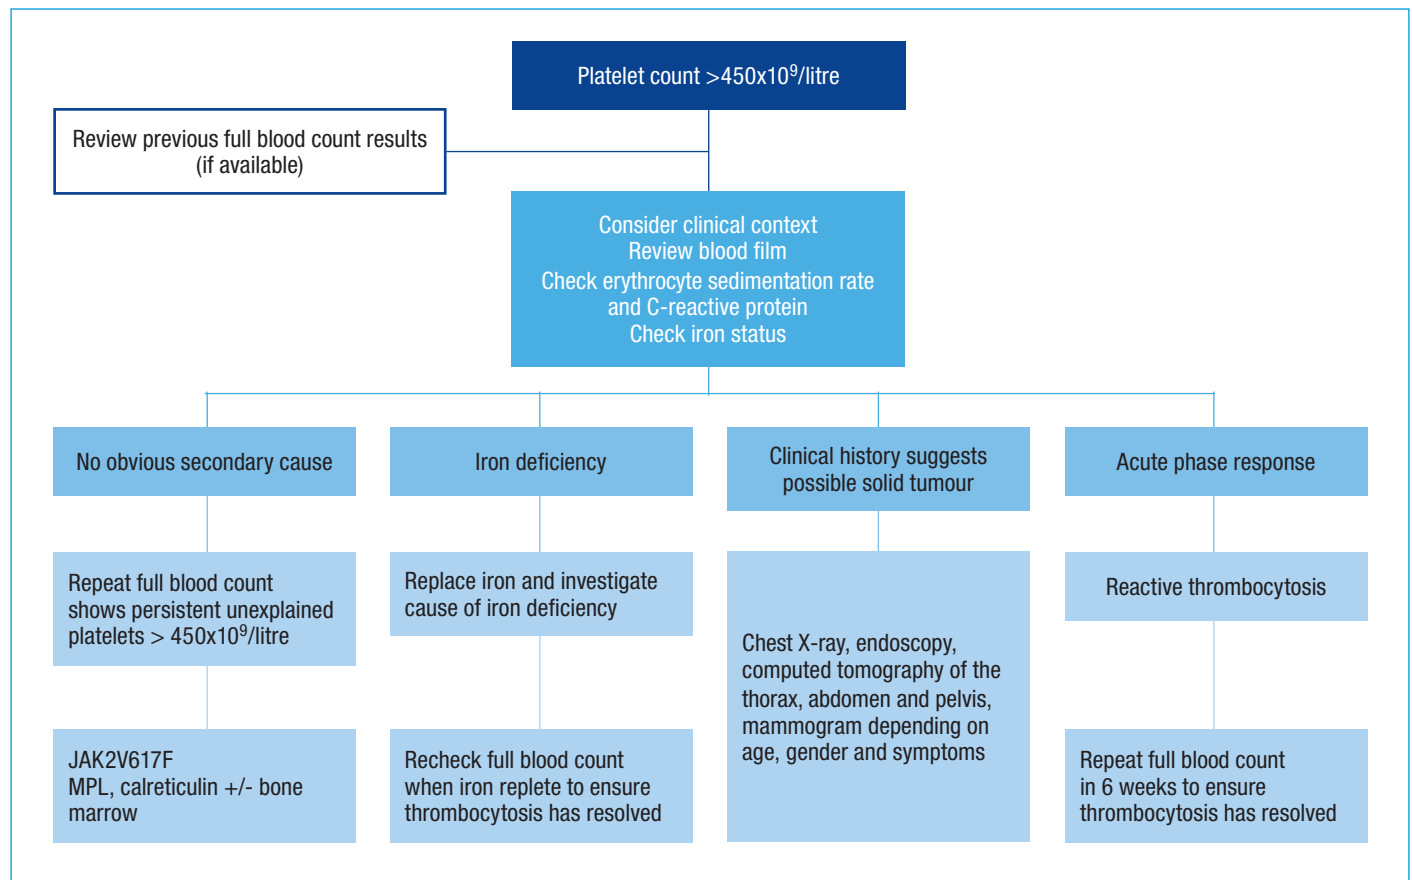 Platelet count >450x10⁹/litre
Review previous full blood count results
(if available)
Consider clinical context
Review blood film
Check erythrocyte sedimentation rate
and C-reactive protein
Check iron status
No obvious secondary cause
Iron deficiency
Clinical history suggests
possible solid tumour
Acute phase response
Repeat full blood count
shows persistent unexplained
platelets > 450x10⁹/litre
Replace iron and investigate
cause of iron deficiency
Chest X-ray, endoscopy,
computed tomography of the
thorax, abdomen and pelvis,
mammogram depending on
age, gender and symptoms
Reactive thrombocytosis
JAK2V617F
MPL, calreticulin +/- bone
marrow
Recheck full blood count
when iron replete to ensure
thrombocytosis has resolved
Repeat full blood count
in 6 weeks to ensure
thrombocytosis has resolved